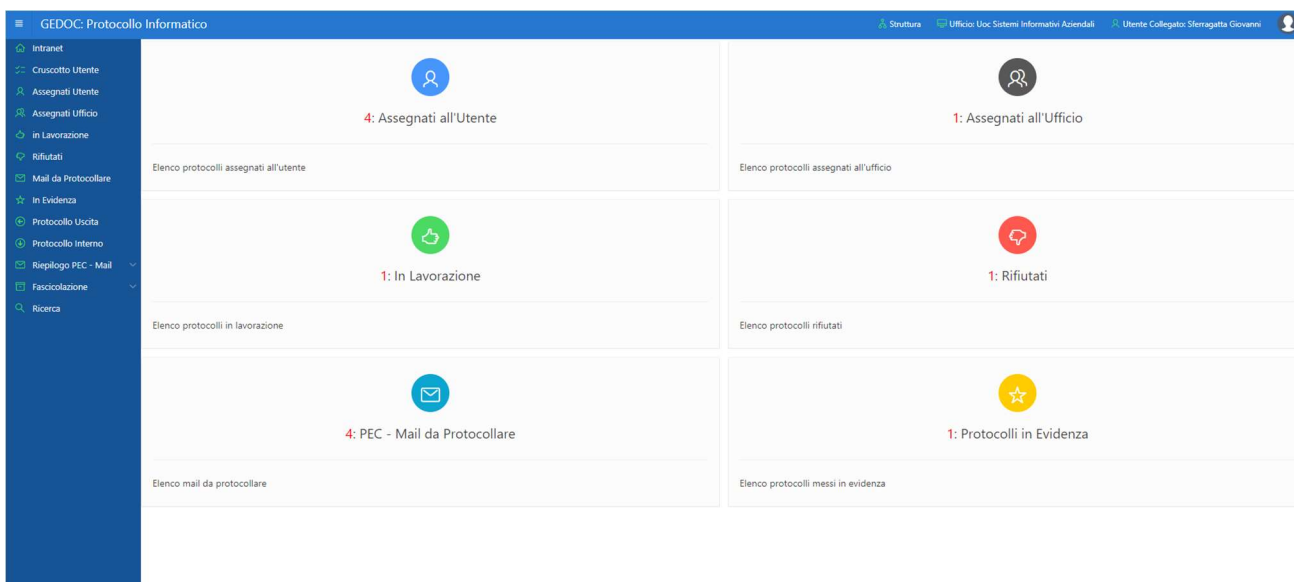 GEDOC: Protocollo Informatico
Struttura
Ufficio: Uoc Sistemi Informativi Aziendali
Utente Collegato: Sferragatta Giovanni
Intranet
Cruscotto Utente
Assegnati Utente
Assegnati Ufficio
in Lavorazione
Rifiutati
Mail da Protocollare
In Evidenza
Protocollo Uscita
Protocollo Interno
Riepilogo PEC - Mail
Fascicolazione
Ricerca
4: Assegnati all'Utente
Elenco protocolli assegnati all'utente
1: Assegnati all'Ufficio
Elenco protocolli assegnati all'ufficio
1: In Lavorazione
Elenco protocolli in lavorazione
1: Rifiutati
Elenco protocolli rifiutati
4: PEC - Mail da Protocollare
Elenco mail da protocollare
1: Protocolli in Evidenza
Elenco protocolli messi in evidenza